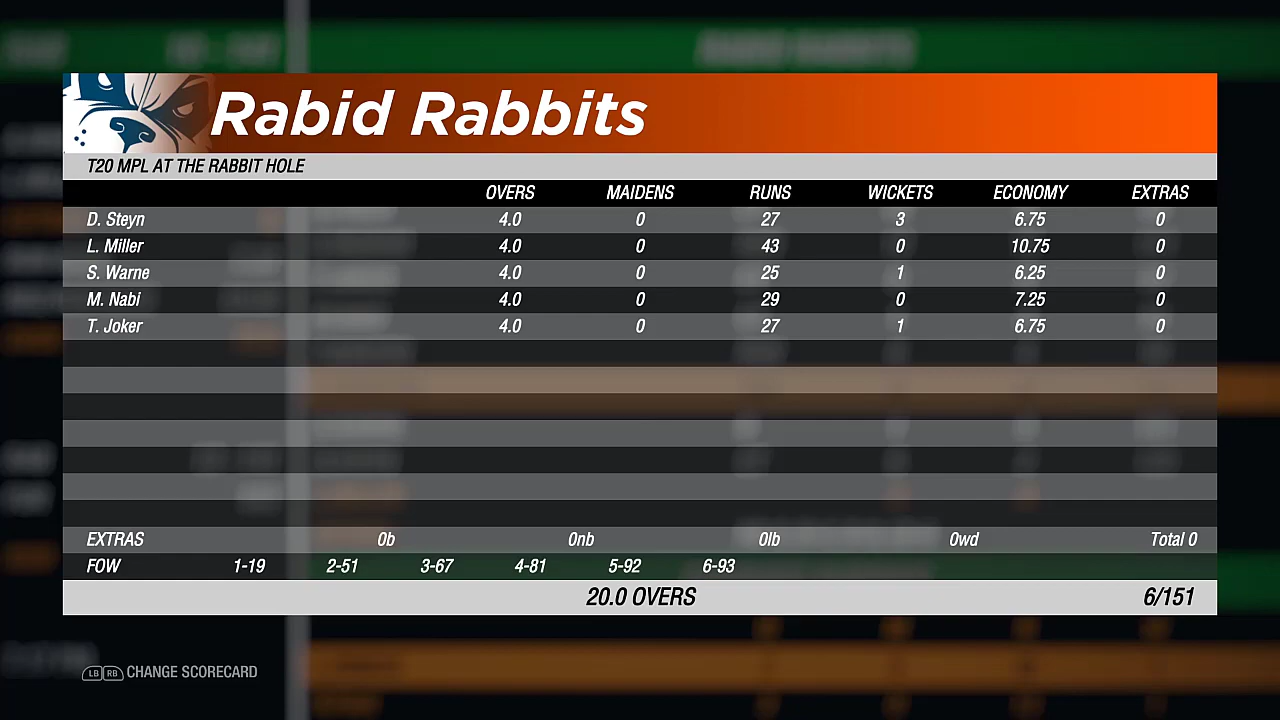 Rabid Rabbits
T20 MPL AT THE RABBIT HOLE
OVERS MAIDENS RUNS WICKETS ECONOMY EXTRAS
D. Steyn 4.0 0 27 3 6.75 0
L. Miller 4.0 0 43 0 10.75 0
S. Warne 4.0 0 25 1 6.25 0
M. Nabi 4.0 0 29 0 7.25 0
T. Joker 4.0 0 27 1 6.75 0
EXTRAS 0b 0nb 0lb 0wd Total 0
FOW 1-19 2-51 3-67 4-81 5-92 6-93
20.0 OVERS 6/151
LB RB CHANGE SCORECARD